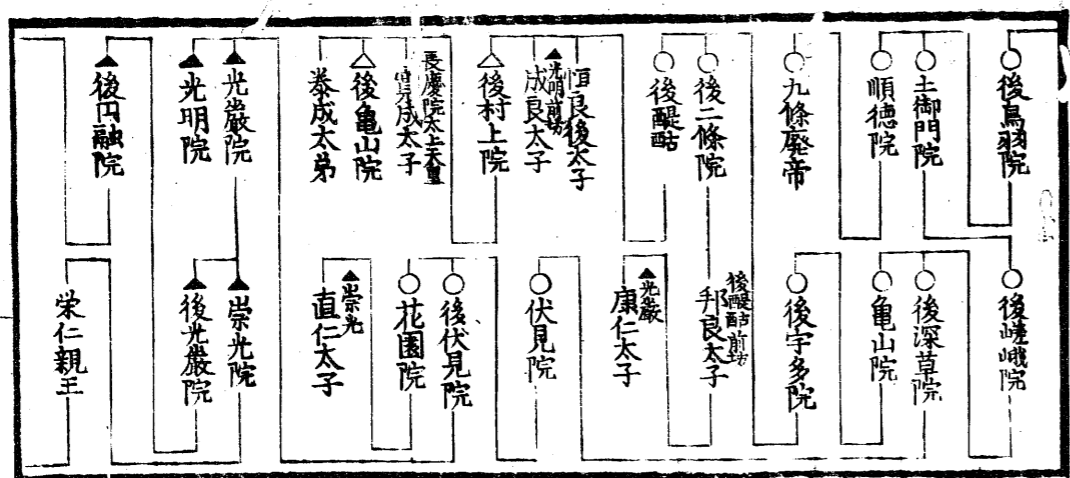 後鳥羽院
土御門院
順徳院
九條廃帝
後二條院
後醍醐
恒良後太子
光明前坊
成良太子
後村上院
長慶院太上天皇
寛成太子
後亀山院
泰成太弟
光嚴院
光明院
後円融院
後嵯峨院
後深草院
亀山院
後宇多院
後醍醐前坊
邦良太子
光嚴
康仁太子
伏見院
後伏見院
花園院
崇光
直仁太子
崇光院
後光嚴院
栄仁親王